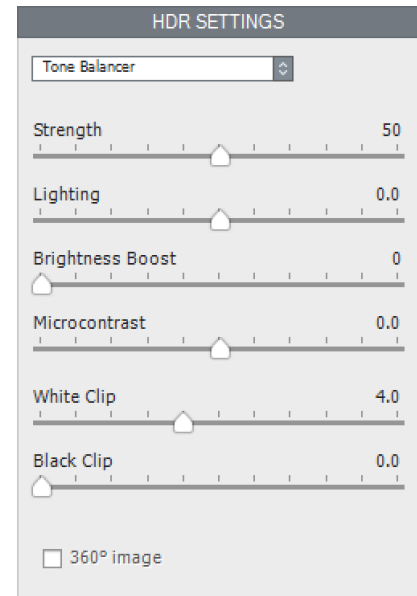 HDR SETTINGS
Tone Balancer
Strength 50
Lighting 0.0
Brightness Boost 0
Microcontrast 0.0
White Clip 4.0
Black Clip 0.0
360º image